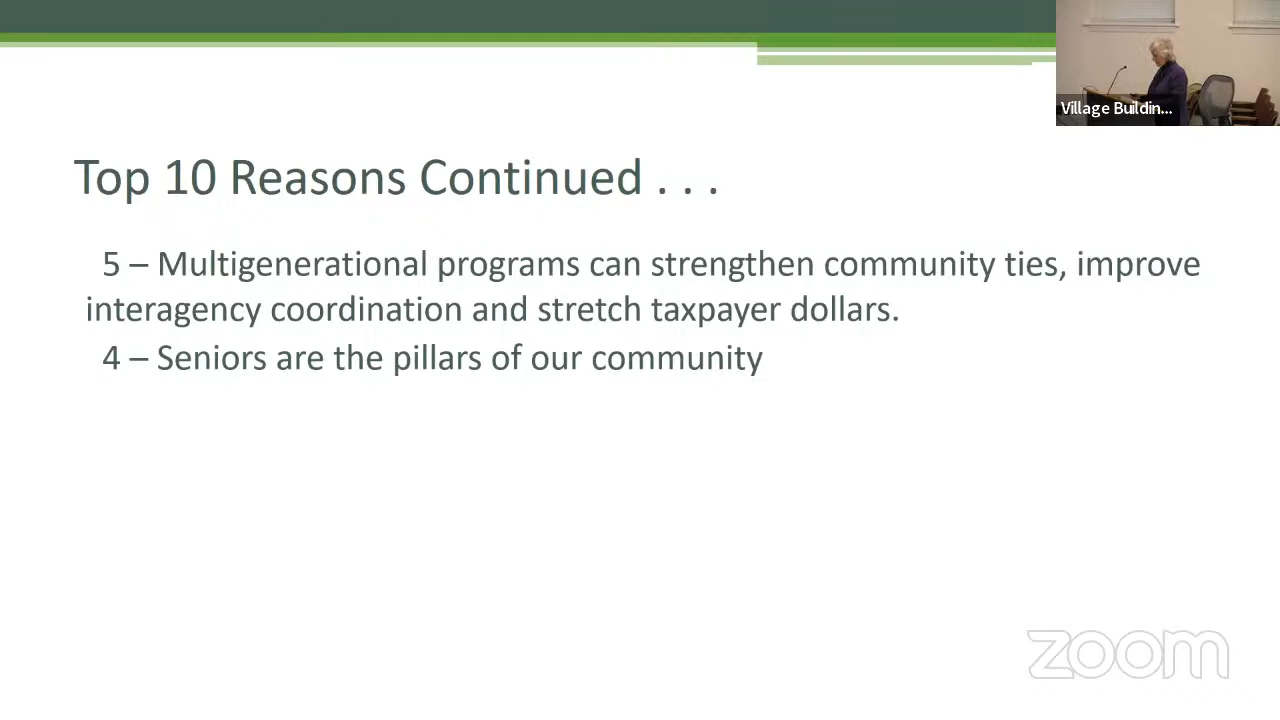 Village Buildin...
Top 10 Reasons Continued . . .
5 – Multigenerational programs can strengthen community ties, improve
interagency coordination and stretch taxpayer dollars.
4 – Seniors are the pillars of our community
zoom